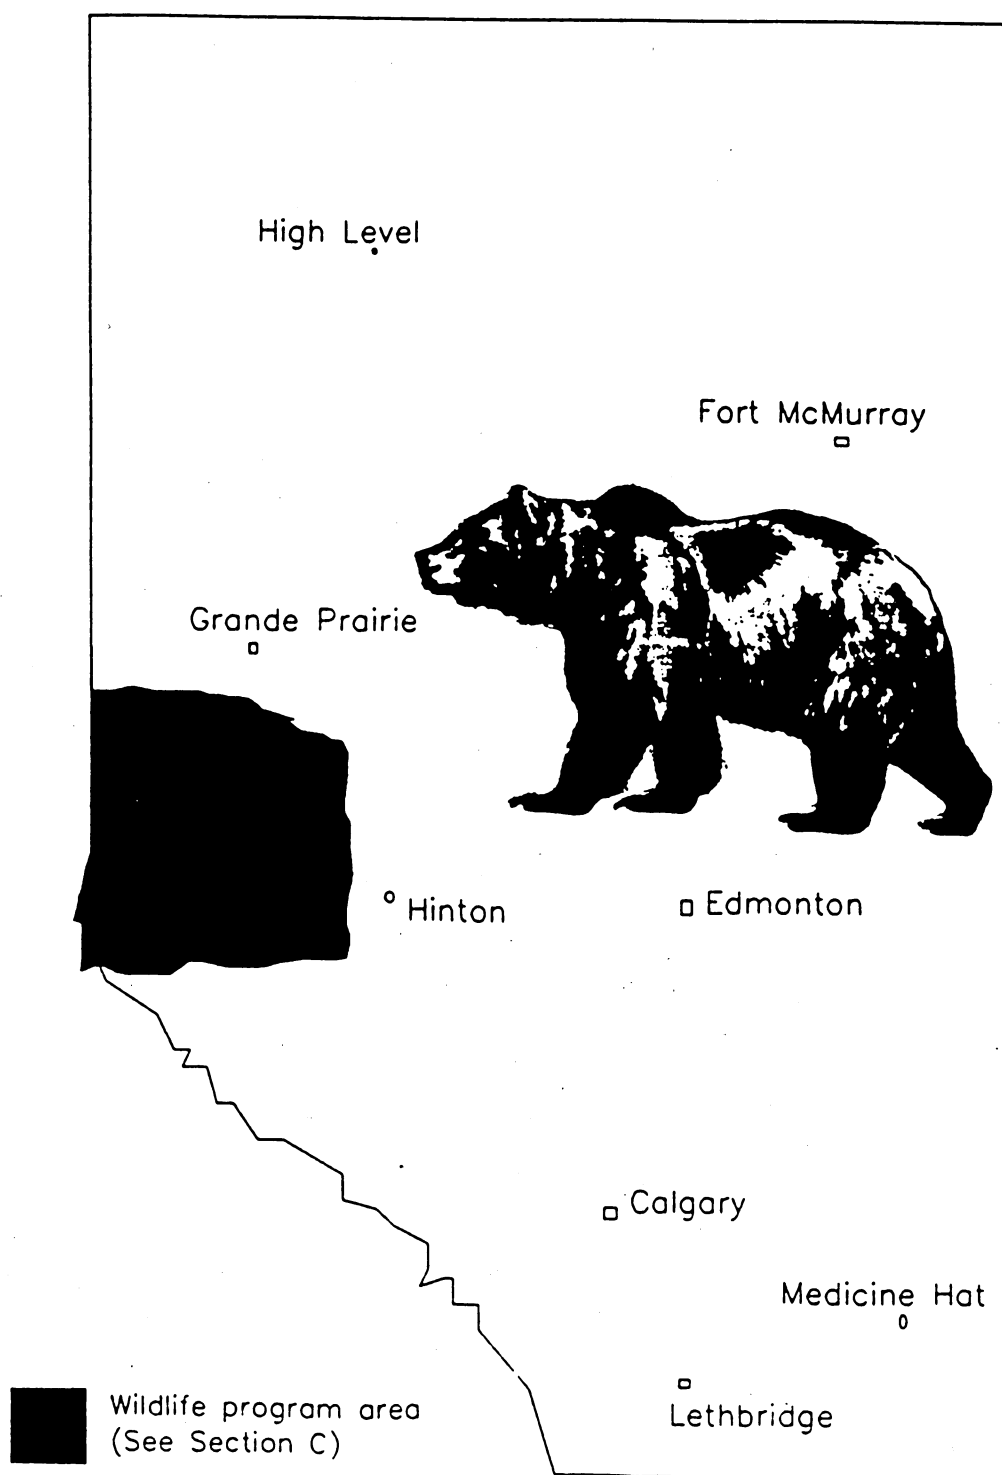 High Level
Fort McMurray
Grande Prairie
Hinton
Edmonton
Calgary
Medicine Hat
Lethbridge
Wildlife program area
(See Section C)